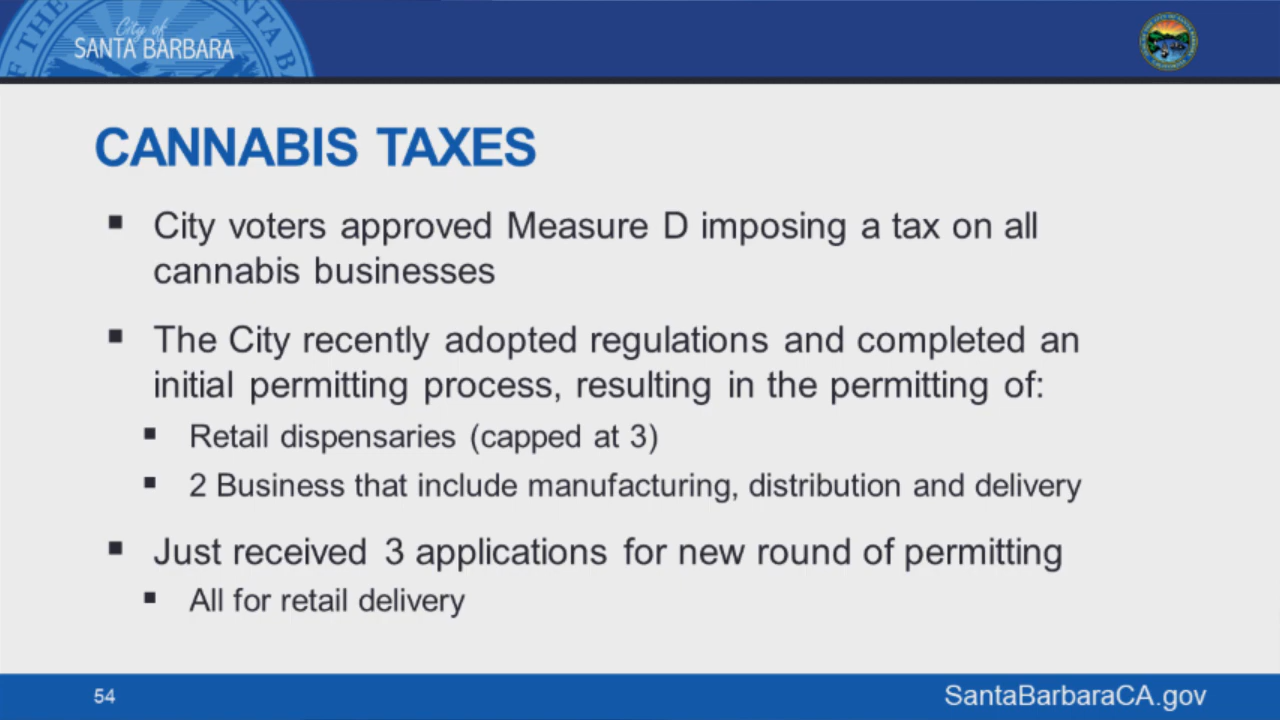 City of
SANTA BARBARA
CANNABIS TAXES
▪ City voters approved Measure D imposing a tax on all
cannabis businesses
▪ The City recently adopted regulations and completed an
initial permitting process, resulting in the permitting of:
▪ Retail dispensaries (capped at 3)
▪ 2 Business that include manufacturing, distribution and delivery
▪ Just received 3 applications for new round of permitting
▪ All for retail delivery
54
SantaBarbaraCA.gov